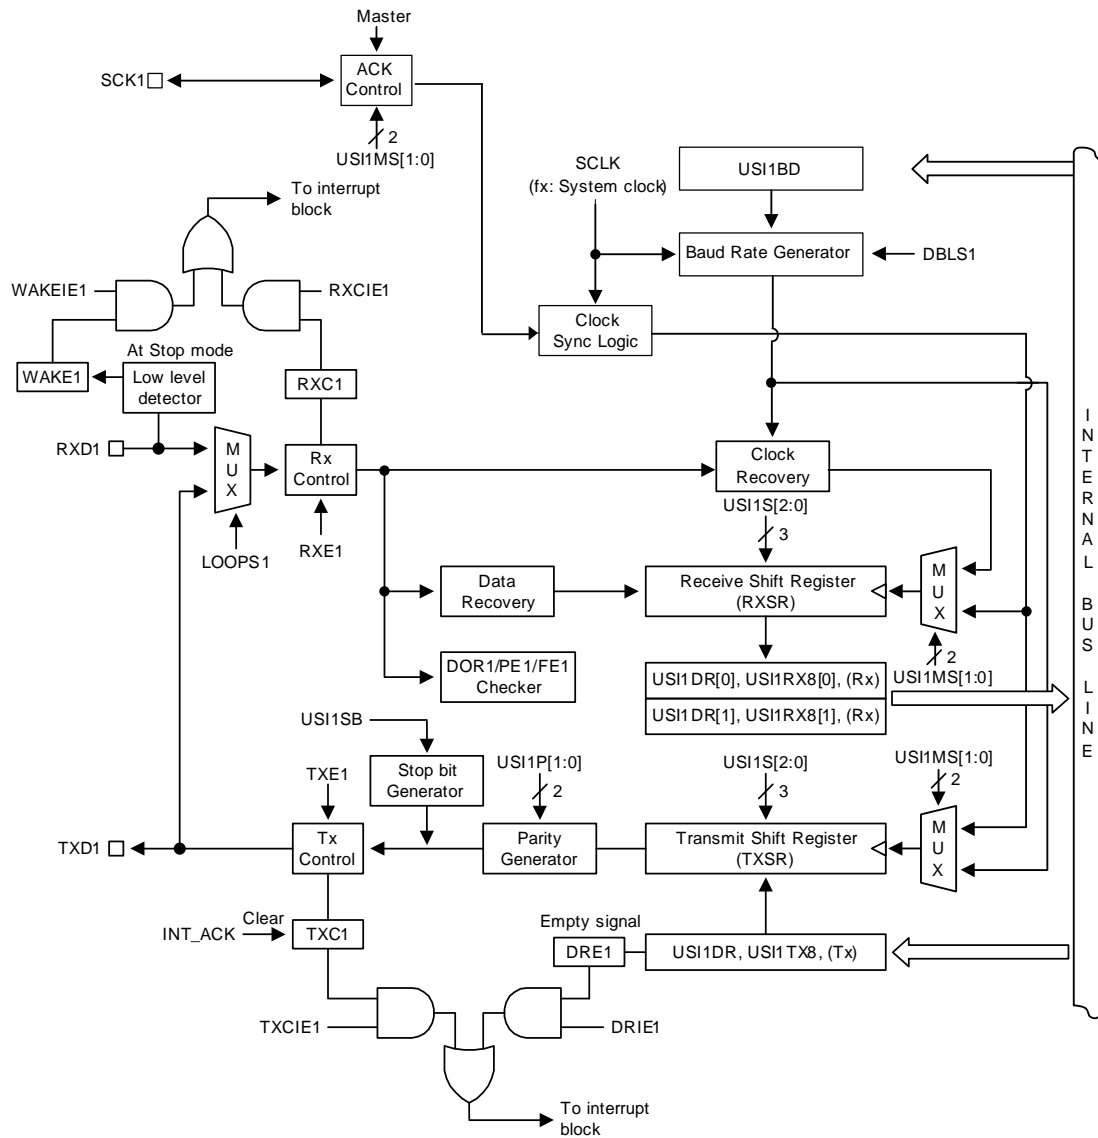 Master
SCK1
ACK
Control
2
USI1MS[1:0]
SCLK
(fx: System clock)
USI1BD
To interrupt
block
Baud Rate Generator
DBLS1
WAKEIE1
RXCIE1
Clock
Sync Logic
At Stop mode
WAKE1
Low level
detector
RXC1
RXD1
M
U
X
Rx
Control
Clock
Recovery
LOOPS1
RXE1
USI1S[2:0]
3
Data
Recovery
Receive Shift Register
(RXSR)
M
U
X
2
USI1MS[1:0]
DOR1/PE1/FE1
Checker
USI1DR[0], USI1RX8[0], (Rx)
USI1DR[1], USI1RX8[1], (Rx)
USI1SB
TXE1
Stop bit
Generator
USI1P[1:0]
2
USI1S[2:0]
3
USI1MS[1:0]
2
TXD1
Tx
Control
Parity
Generator
Transmit Shift Register
(TXSR)
M
U
X
Clear
INT_ACK
TXC1
Empty signal
DRE1
USI1DR, USI1TX8, (Tx)
TXCIE1
DRIE1
To interrupt
block
I
N
T
E
R
N
A
L
B
U
S
L
I
N
E